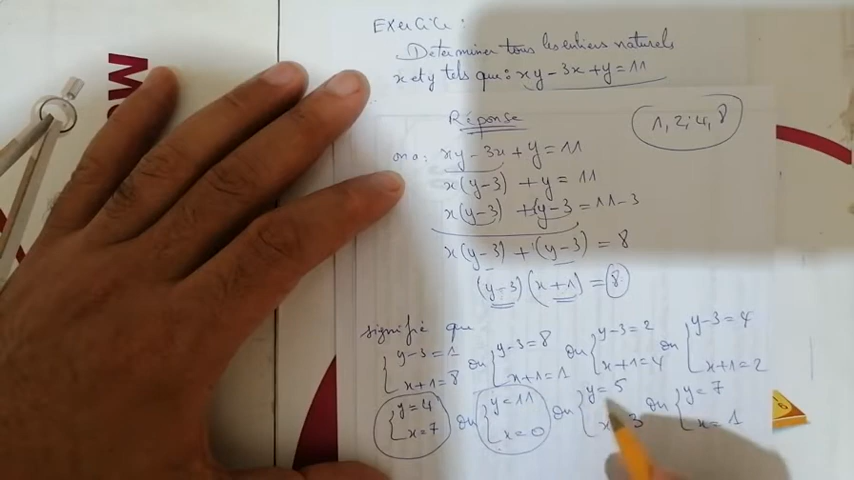 Exercice :
Déterminer tous les entiers naturels
x et y tels que : xy - 3x + y = 11
Réponse
1, 2, 4, 8
on a : xy - 3x + y = 11
x(y-3) + y = 11
x(y-3) + (y-3 = 11-3
x(y-3) + (y-3) = 8
(y-3)(x+1) = 8
signifie que
{ y-3 = 1 ou { y-3 = 8 ou { y-3 = 2 ou { y-3 = 4
x+1 = 8 x+1 = 1 x+1 = 4 x+1 = 2
{ y = 4 ou { y = 11 ou { y = 5 ou { y = 7
x = 7 x = 0 x 3 x = 1